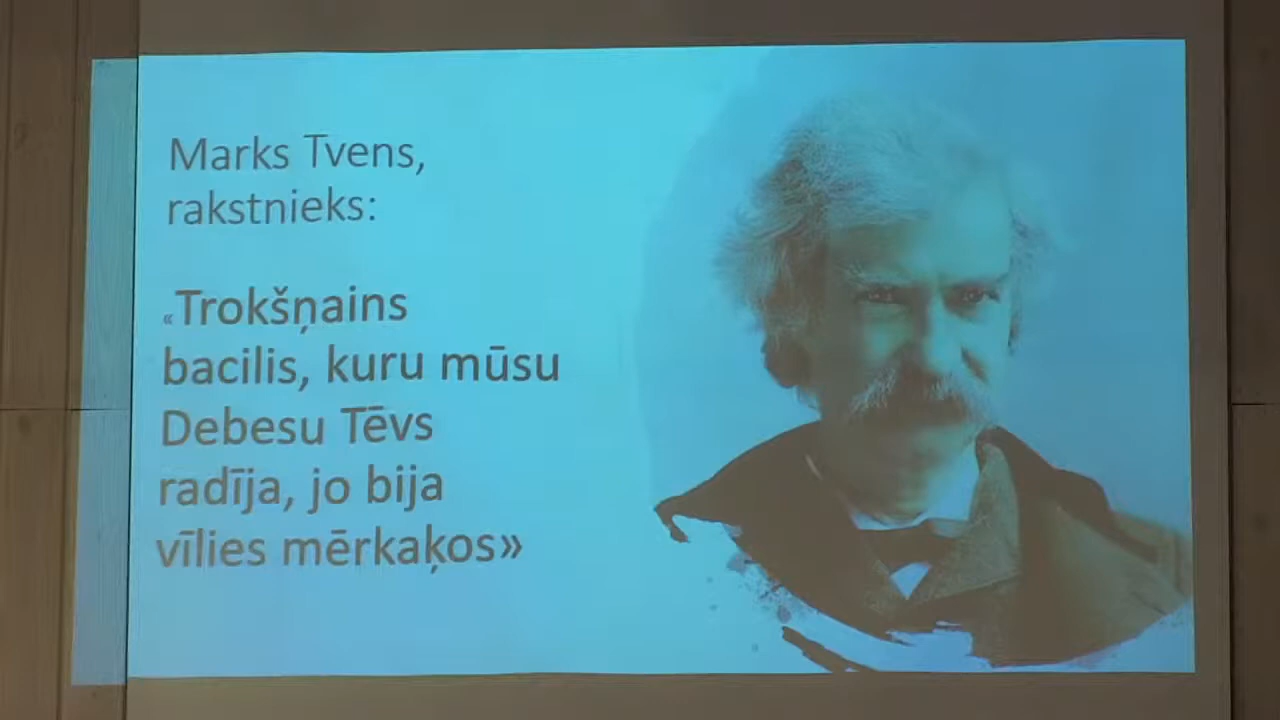 Marks Tvens,
rakstnieks:
«Trokšņains
bacilis, kuru mūsu
Debesu Tēvs
radīja, jo bija
vīlies mērkaķos»